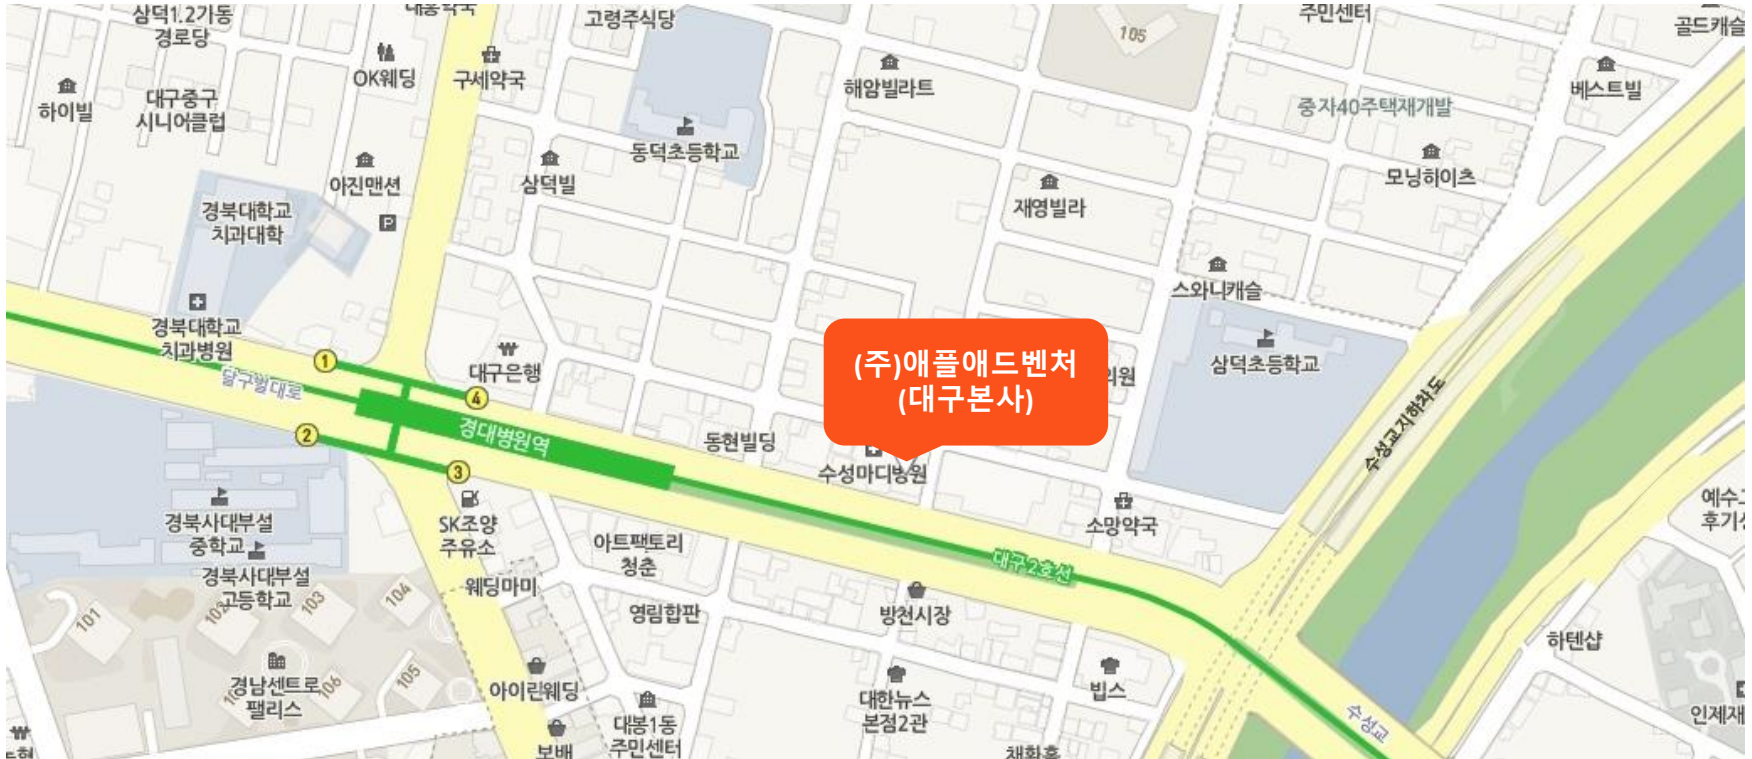 삼덕1.2가동
경로당
고령주식당
주민센터
골드캐슬
105
OK웨딩
구세약국
해암빌라트
베스트빌
하이빌
대구중구
시니어클럽
중자40주택재개발
동덕초등학교
아진맨션
삼덕빌
모닝하이츠
재영빌라
경북대학교
치과대학
P
스와니캐슬
경북대학교
치과병원
(주)애플애드벤처
(대구본사)
의원
삼덕초등학교
1
대구은행
달구벌대로
4
수성교지하차도
2
경대병원역
동현빌딩
3
수성마디병원
경북사대부설
중학교
SK조양
주유소
소망약국
예수
후기
아트팩토리
청춘
대구 2호선
경북사대부설
고등학교
웨딩마미
101
102
103
104
영림합판
방천시장
하텐샵
경남센트로
팰리스
106
105
아이린웨딩
대한뉴스
본점2관
빕스
인제재
대봉1동
주민센터
수성교
보배